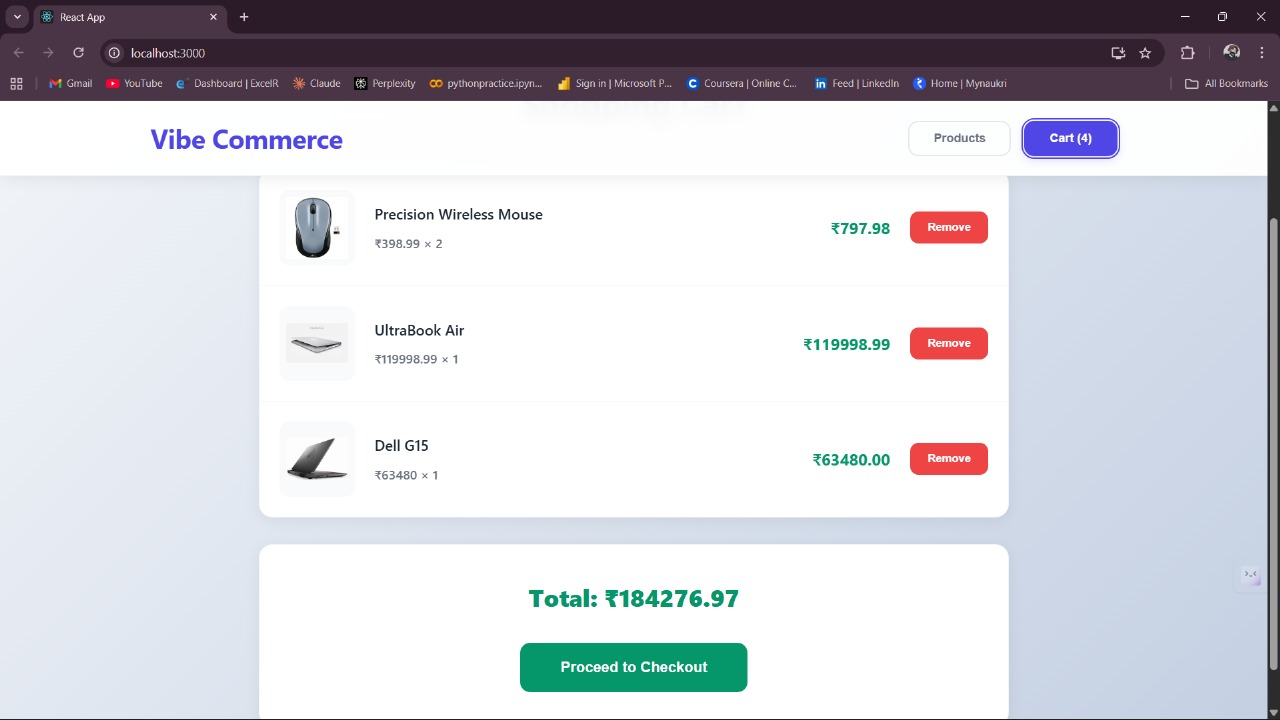 React App
localhost:3000
Gmail
YouTube
Dashboard | ExcelR
Claude
Perplexity
pythonpractice.ipyn...
Sign in | Microsoft P...
Coursera | Online C...
Feed | LinkedIn
Home | Mynaukri
All Bookmarks
Shopping Cart
Vibe Commerce
Products
Cart (4)
Precision Wireless Mouse
₹398.99 × 2
₹797.98
Remove
UltraBook Air
₹119998.99 × 1
₹119998.99
Remove
Dell G15
₹63480 × 1
₹63480.00
Remove
Total: ₹184276.97
Proceed to Checkout